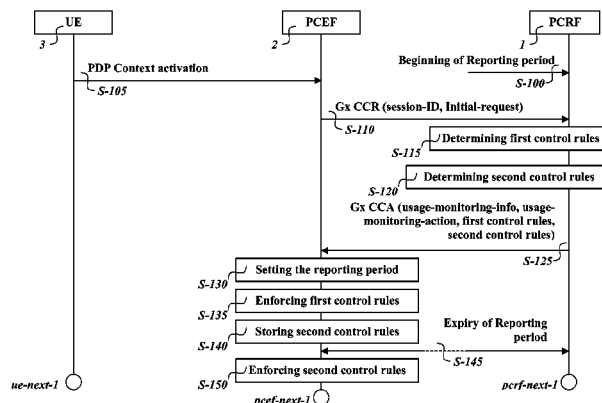 UE
PCEF
PCRF
3
2
1
PDP Context activation
S-105
Beginning of Reporting period
S-100
Gx CCR (session-ID, Initial-request)
S-110
Determining first control rules
S-115
Determining second control rules
S-120
Gx CCA (usage-monitoring-info, usage-
monitoring-action, first control rules,
second control rules)
S-125
Setting the reporting period
S-130
Enforcing first control rules
S-135
Storing second control rules
S-140
Expiry of Reporting
period
S-145
Enforcing second control rules
S-150
ue-next-1
pcef-next-1
pcrf-next-1